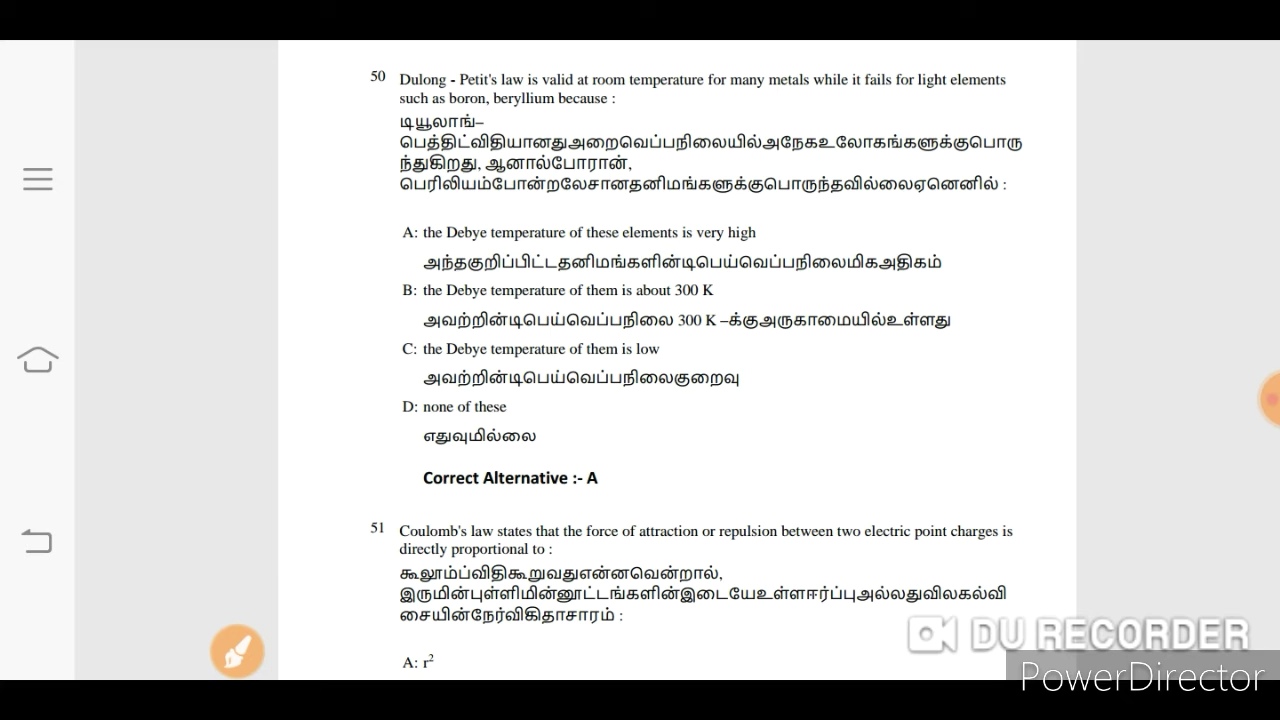 50 Dulong - Petit's law is valid at room temperature for many metals while it fails for light elements
such as boron, beryllium because :
டியூலாங்–
பெத்திட்விதியானதுஅறைவெப்பநிலையில்அநேகஉலோகங்களுக்குபொரு
ந்துகிறது, ஆனால்போரான்,
பெரிலியம்போன்றலேசானதனிமங்களுக்குபொருந்தவில்லைஏனெனில் :
A: the Debye temperature of these elements is very high
அந்தகுறிப்பிட்டதனிமங்களின்டிபெய்வெப்பநிலைமிகஅதிகம்
B: the Debye temperature of them is about 300 K
அவற்றின்டிபெய்வெப்பநிலை 300 K –க்குஅருகாமையில்உள்ளது
C: the Debye temperature of them is low
அவற்றின்டிபெய்வெப்பநிலைகுறைவு
D: none of these
எதுவுமில்லை
Correct Alternative :- A
51 Coulomb's law states that the force of attraction or repulsion between two electric point charges is
directly proportional to :
கூலூம்ப்விதிகூறுவதுஎன்னவென்றால்,
இருமின்புள்ளிமின்னூட்டங்களின்இடையேஉள்ளஈர்ப்புஅல்லதுவிலகல்வி
சையின்நேர்விகிதாசாரம் :
A: r²
DU RECORDER
PowerDirector